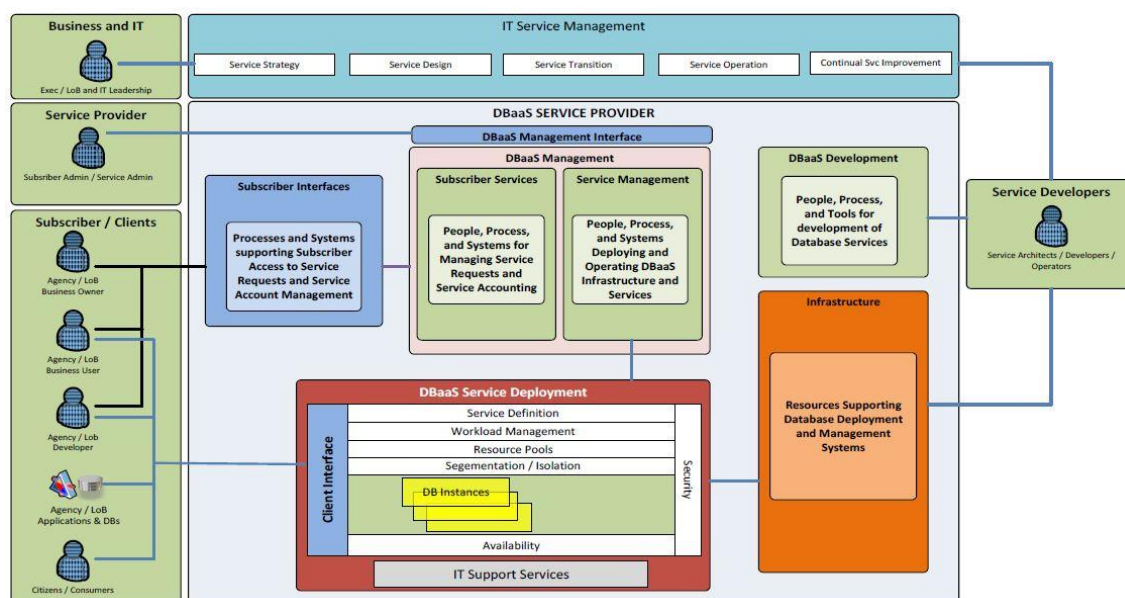 Business and IT
Exec / LoB and IT Leadership
IT Service Management
Service Strategy
Service Design
Service Transition
Service Operation
Continual Svc Improvement
Service Provider
Subsriber Admin / Service Admin
DBaaS SERVICE PROVIDER
DBaaS Management Interface
DBaaS Management
Subscriber Interfaces
Processes and Systems
supporting Subscriber
Access to Service
Requests and Service
Account Management
Subscriber Services
People, Process,
and Systems for
Managing Service
Requests and
Service Accounting
Service Management
People, Process,
and Systems
Deploying and
Operating DBaaS
Infrastructure and
Services
DBaaS Development
People, Process,
and Tools for
development of
Database Services
Service Developers
Service Architects / Developers /
Operators
Subscriber / Clients
Agency / LoB
Business Owner
Agency / LoB
Business User
Agency / Lob
Developer
Agency / LoB
Applications & DBs
Citizens / Consumers
DBaaS Service Deployment
Client Interface
Service Definition
Workload Management
Resource Pools
Segementation / Isolation
DB Instances
Availability
Security
IT Support Services
Infrastructure
Resources Supporting
Database Deployment
and Management
Systems